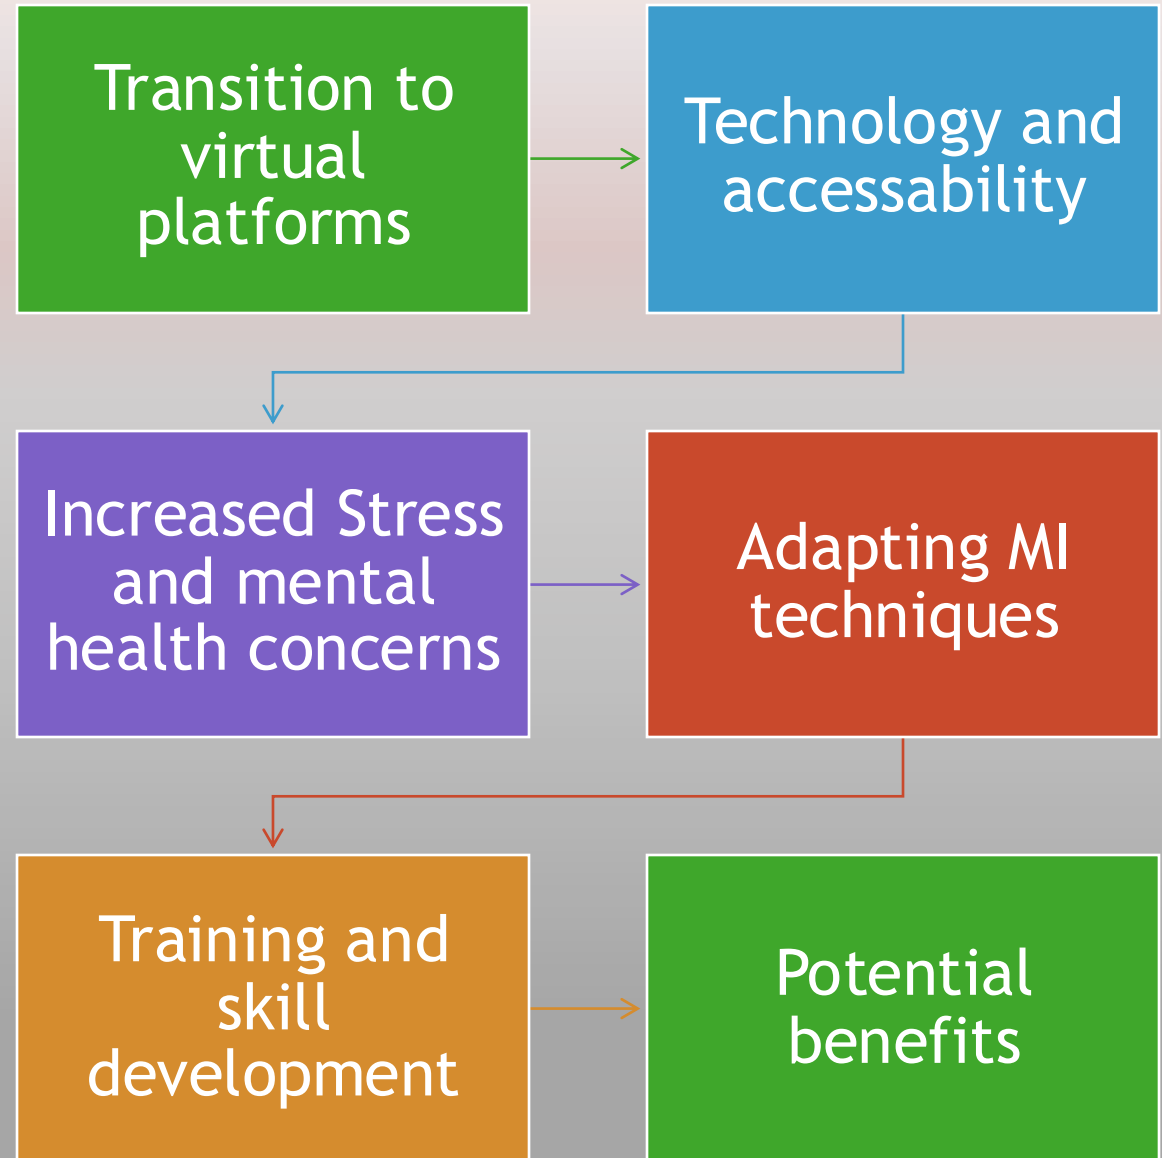 Transition to
virtual
platforms
Technology and
accessability
Increased Stress
and mental
health concerns
Adapting MI
techniques
Training and
skill
development
Potential
benefits